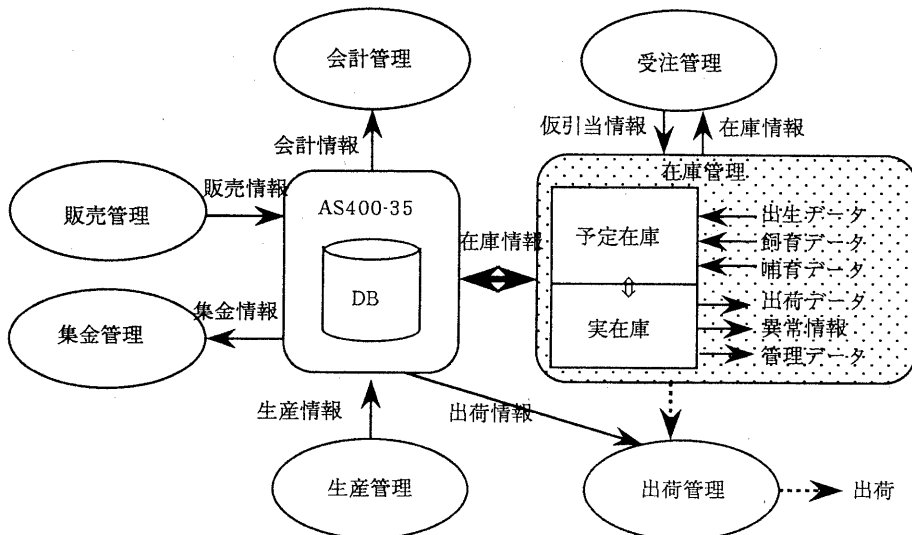 会計管理
受注管理
会計情報
仮引当情報
在庫情報
在庫管理
販売管理
販売情報
AS400-35
DB
在庫情報
予定在庫
出生データ
飼育データ
哺育データ
実在庫
出荷データ
異常情報
管理データ
集金管理
集金情報
生産情報
出荷情報
生産管理
出荷管理
出荷